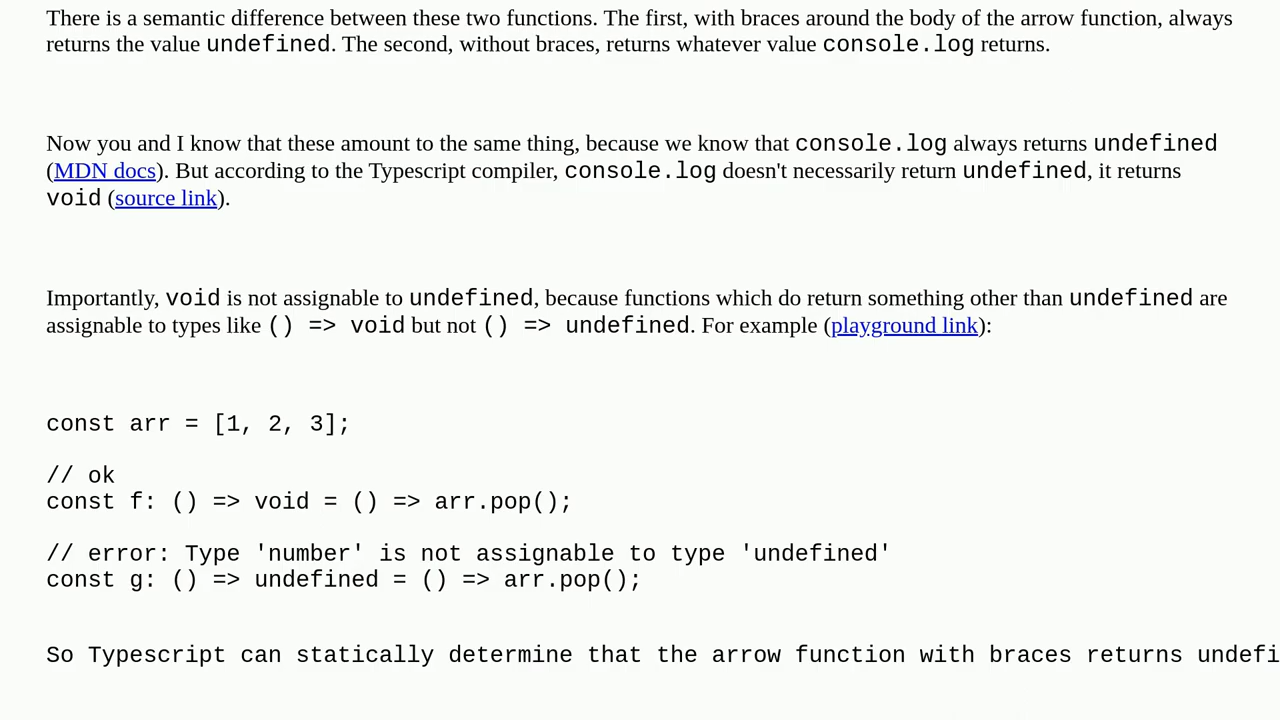 There is a semantic difference between these two functions. The first, with braces around the body of the arrow function, always
returns the value undefined. The second, without braces, returns whatever value console.log returns.
Now you and I know that these amount to the same thing, because we know that console.log always returns undefined
(MDN docs). But according to the Typescript compiler, console.log doesn't necessarily return undefined, it returns
void (source link).
Importantly, void is not assignable to undefined, because functions which do return something other than undefined are
assignable to types like () => void but not () => undefined. For example (playground link):
const arr = [1, 2, 3];
// ok
const f: () => void = () => arr.pop();
// error: Type 'number' is not assignable to type 'undefined'
const g: () => undefined = () => arr.pop();
So Typescript can statically determine that the arrow function with braces returns undefi